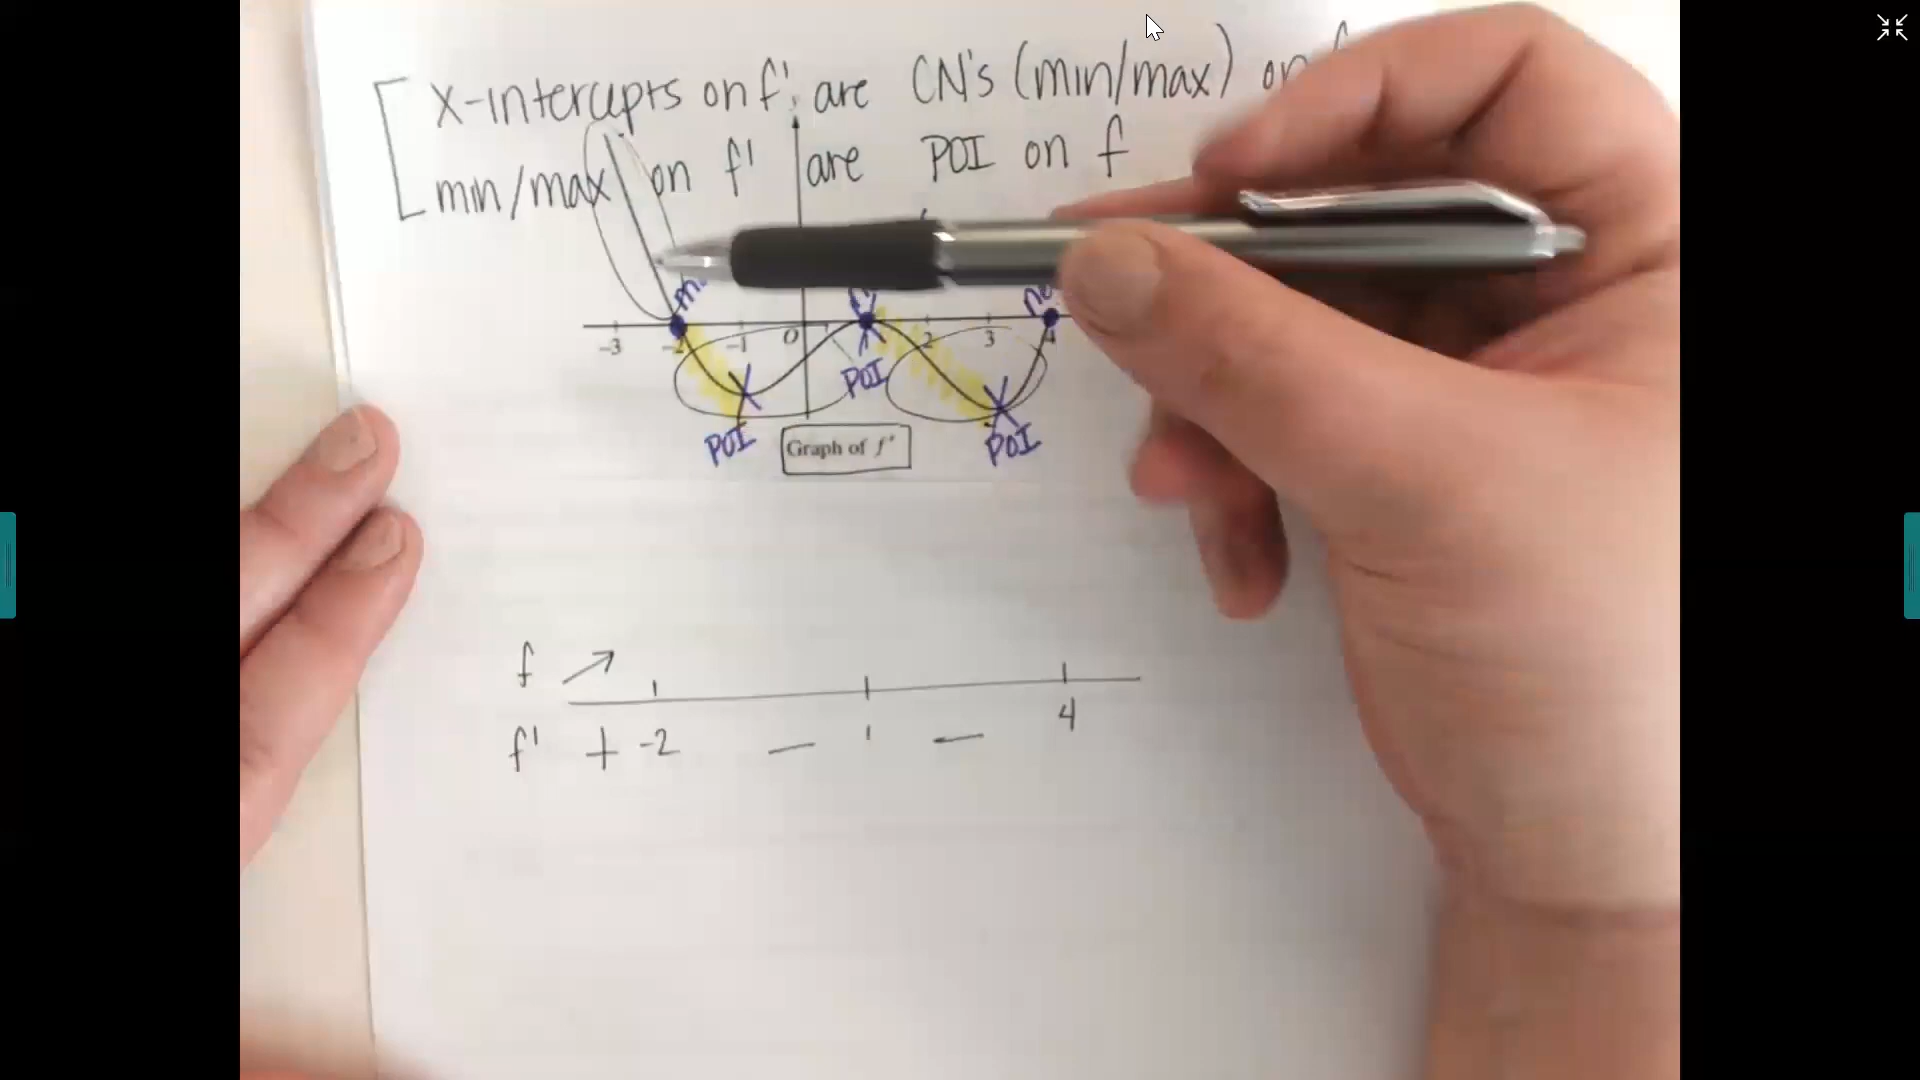 x-intercepts on f' are CN's (min/max) on
min/max on f' are POI on f
-3 -2 -1 O 2 3 4
POI
POI POI
Graph of f'
f
4
f' + -2 — 1 —